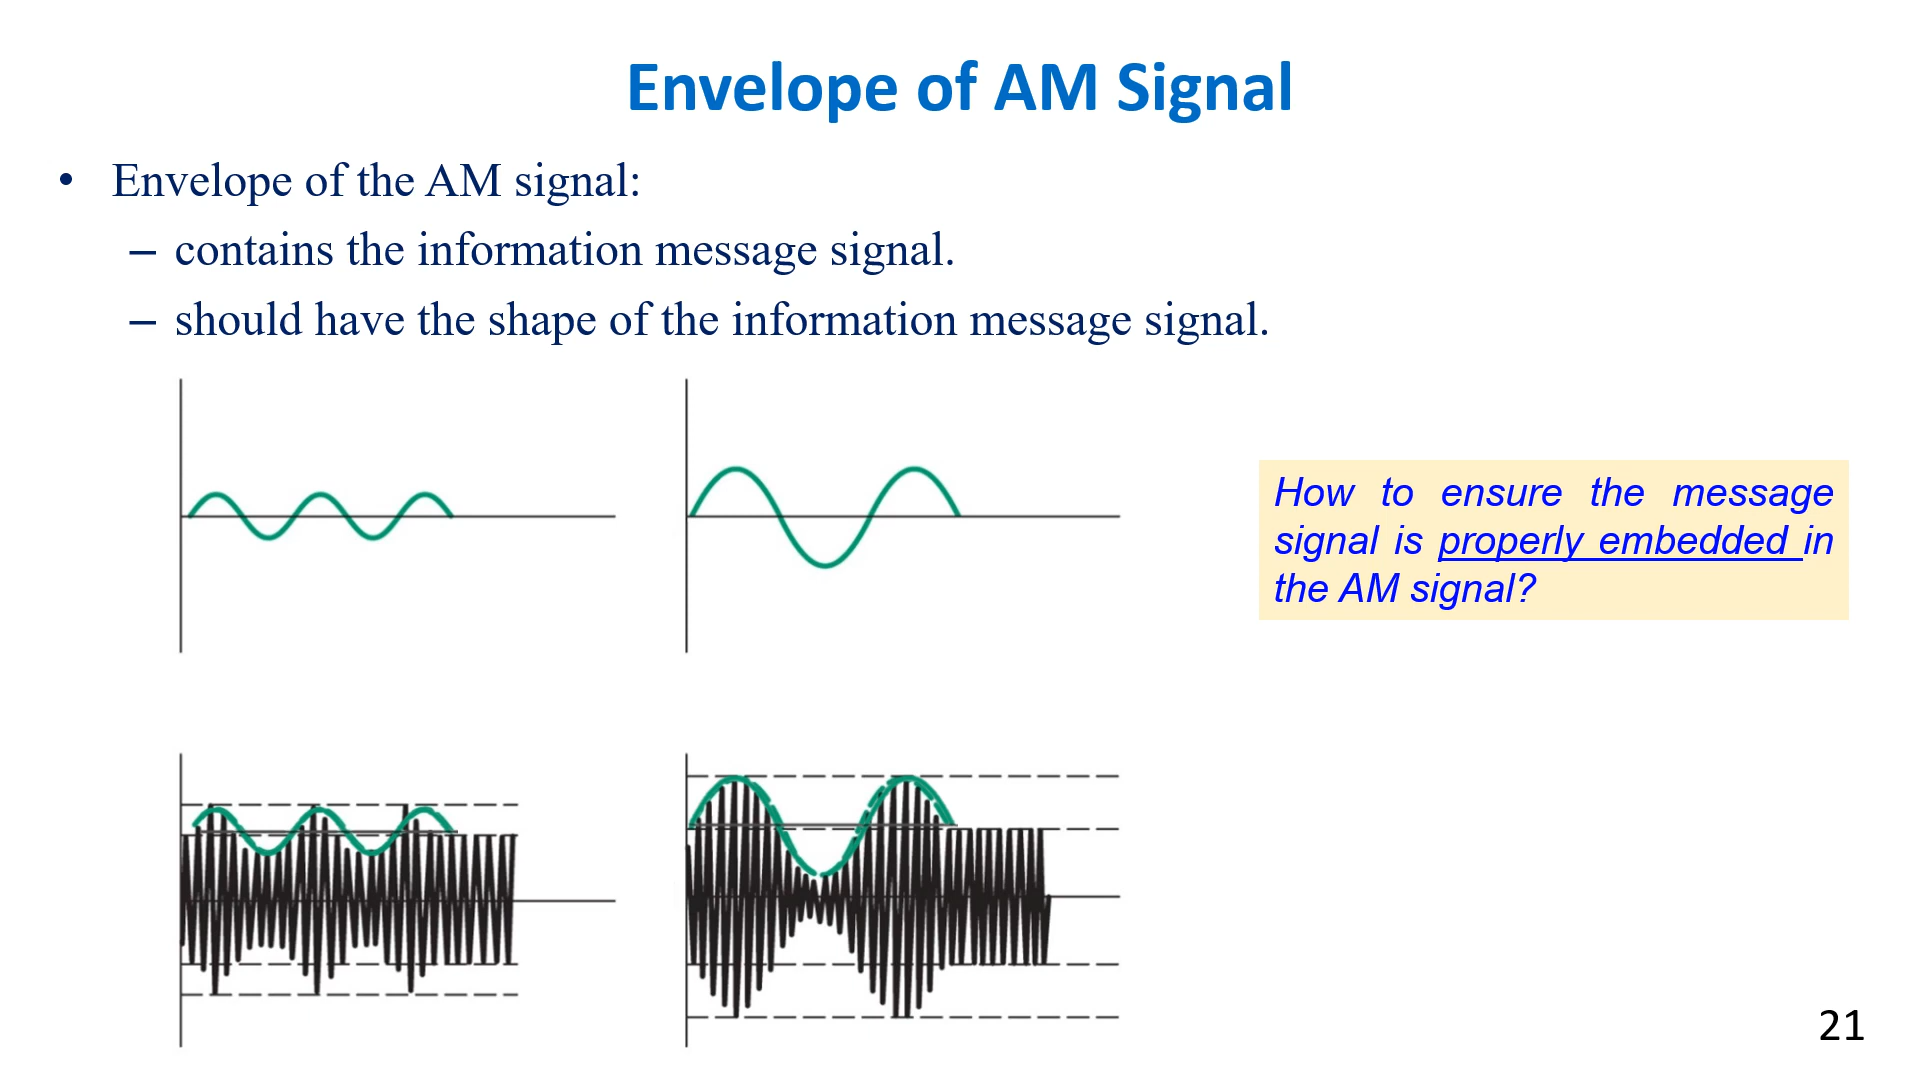 Envelope of AM Signal
• Envelope of the AM signal:
– contains the information message signal.
– should have the shape of the information message signal.
How to ensure the message
signal is properly embedded in
the AM signal?
21